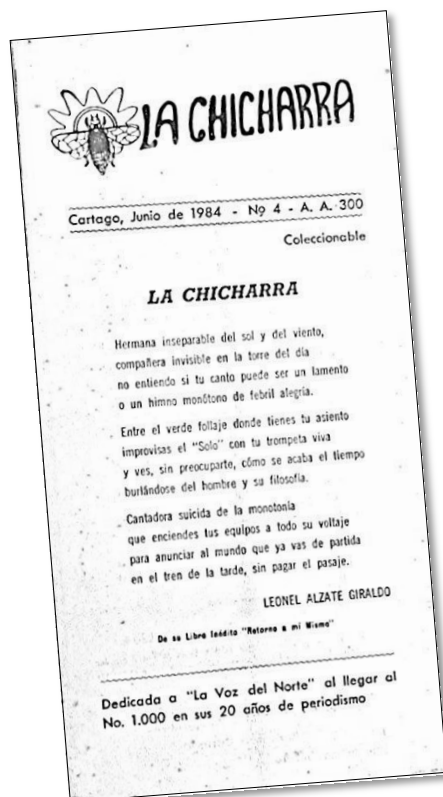 LA CHICHARRA
Cartago, Junio de 1984 - Nº 4 - A. A. 300
Coleccionable
LA CHICHARRA
Hermana inseparable del sol y del viento,
compañera invisible en la torre del día
no entiendo si tu canto puede ser un lamento
o un himno monótono de febril alegría.
Entre el verde follaje donde tienes tu asiento
improvisas el "Solo" con tu trompeta viva
y ves, sin preocuparte, cómo se acaba el tiempo
burlándose del hombre y su filosofía.
Cantadora suicida de la monotonía
que enciendes tus equipos a todo su voltaje
para anunciar al mundo que ya vas de partida
en el tren de la tarde, sin pagar el pasaje.
LEONEL ALZATE GIRALDO
De su Libro Inédito "Retorno a mí Mismo"
Dedicada a "La Voz del Norte" al llegar al
No. 1.000 en sus 20 años de periodismo